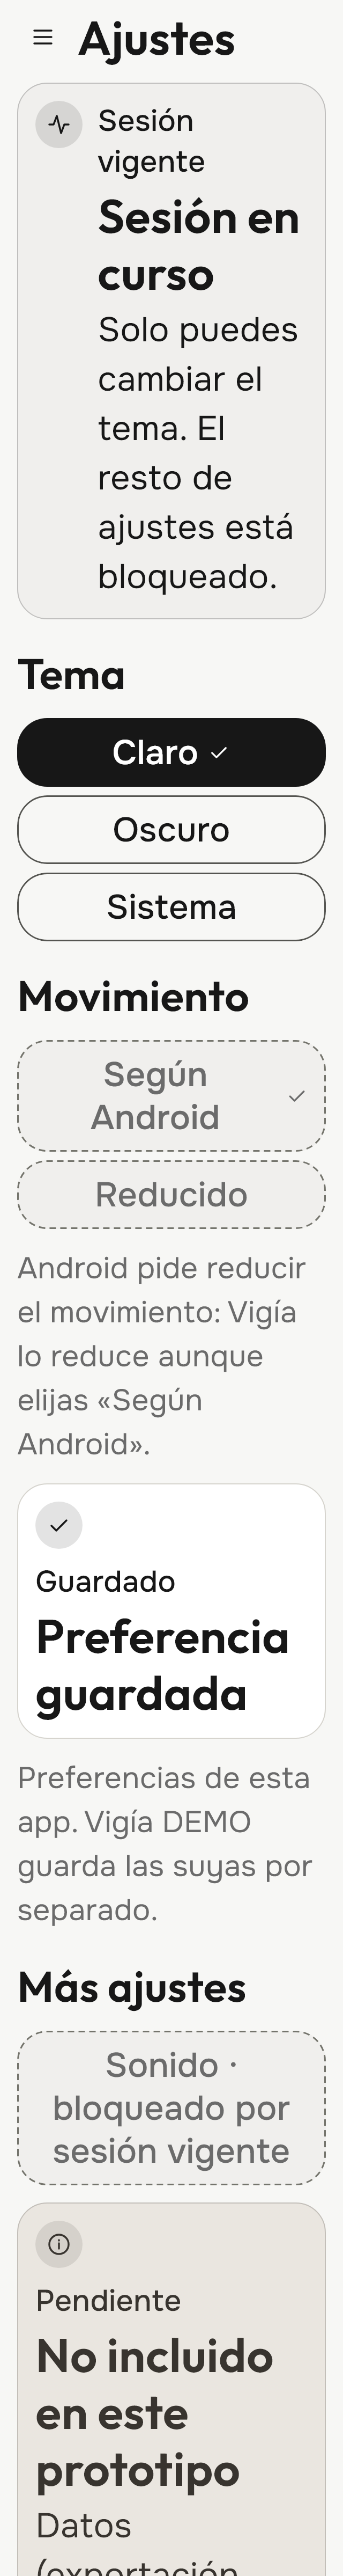 Ajustes
Sesión
vigente
Sesión en
curso
Solo puedes
cambiar el
tema. El
resto de
ajustes está
bloqueado.
Tema
Claro
Oscuro
Sistema
Movimiento
Según
Android
Reducido
Android pide reducir
el movimiento: Vigía
lo reduce aunque
elijas «Según
Android».
Guardado
Preferencia
guardada
Preferencias de esta
app. Vigía DEMO
guarda las suyas por
separado.
Más ajustes
Sonido ·
bloqueado por
sesión vigente
Pendiente
No incluido
en este
prototipo
Datos
(exportación